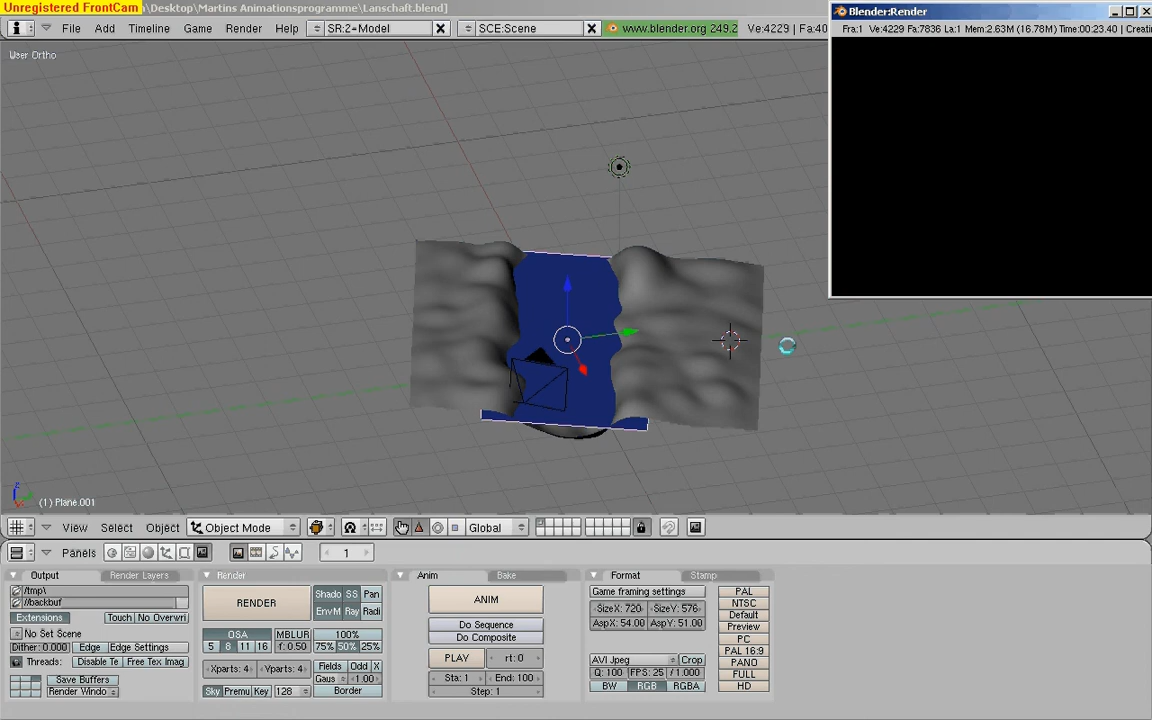 Unregistered FrontCam
\Desktop\Martins Animationsprogramme\Lanschaft.blend]
Blender:Render
File Add Timeline Game Render Help SR:2-Model SCE:Scene www.blender.org 249.2 Ve:4229 | Fa:40
Fra:1 Ve:4229 Fa:7836 La:1 Mem:2.63M (16.78M) Time:00:23.40 | Creati
User Ortho
(1) Plane.001
View Select Object Object Mode Global
Panels 1
Output Render Layers Render Anim Bake Format Stamp
/tmp\
//backbuf
Extensions Touch No Overwri
No Set Scene
Dither: 0.000 Edge Edge Settings
Threads: Disable Te Free Tex Imag
Save Buffers
Render Windo
RENDER
Shado SS Pan
EnvM Ray Radi
OSA MBLUR 100%
5 8 11 16 f: 0.50 75% 50% 25%
Xparts: 4 Yparts: 4 Fields Odd X
Gaus 1.00
Sky Premu Key 128 Border
ANIM
Do Sequence
Do Composite
PLAY rt: 0
Sta: 1 End: 100
Step: 1
Game framing settings
SizeX: 720 SizeY: 576
AspX: 54.00 AspY: 51.00
AVI Jpeg Crop
Q: 100 FPS: 25 / 1.000
BW RGB RGBA
PAL
NTSC
Default
Preview
PC
PAL 16:9
PANO
FULL
HD